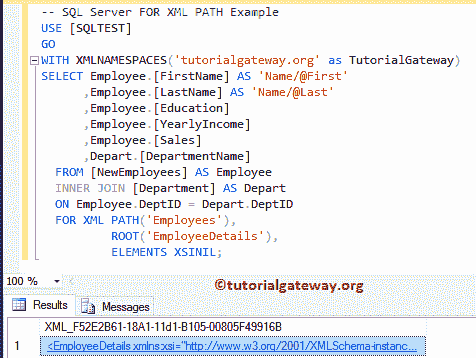 -- SQL Server FOR XML PATH Example
USE [SQLTEST]
GO
WITH XMLNAMESPACES('tutorialgateway.org' as TutorialGateway)
SELECT Employee.[FirstName] AS 'Name/@First'
,Employee.[LastName] AS 'Name/@Last'
,Employee.[Education]
,Employee.[YearlyIncome]
,Employee.[Sales]
,Depart.[DepartmentName]
FROM [NewEmployees] AS Employee
INNER JOIN [Department] AS Depart
ON Employee.DeptID = Depart.DeptID
FOR XML PATH('Employees'),
ROOT('EmployeeDetails'),
ELEMENTS XSINIL;
100 %
©tutorialgateway.org
Results Messages
XML_F52E2B61-18A1-11d1-B105-00805F49916B
1 <EmployeeDetails xmlns:xsi="http://www.w3.org/2001/XMLSchema-instanc...